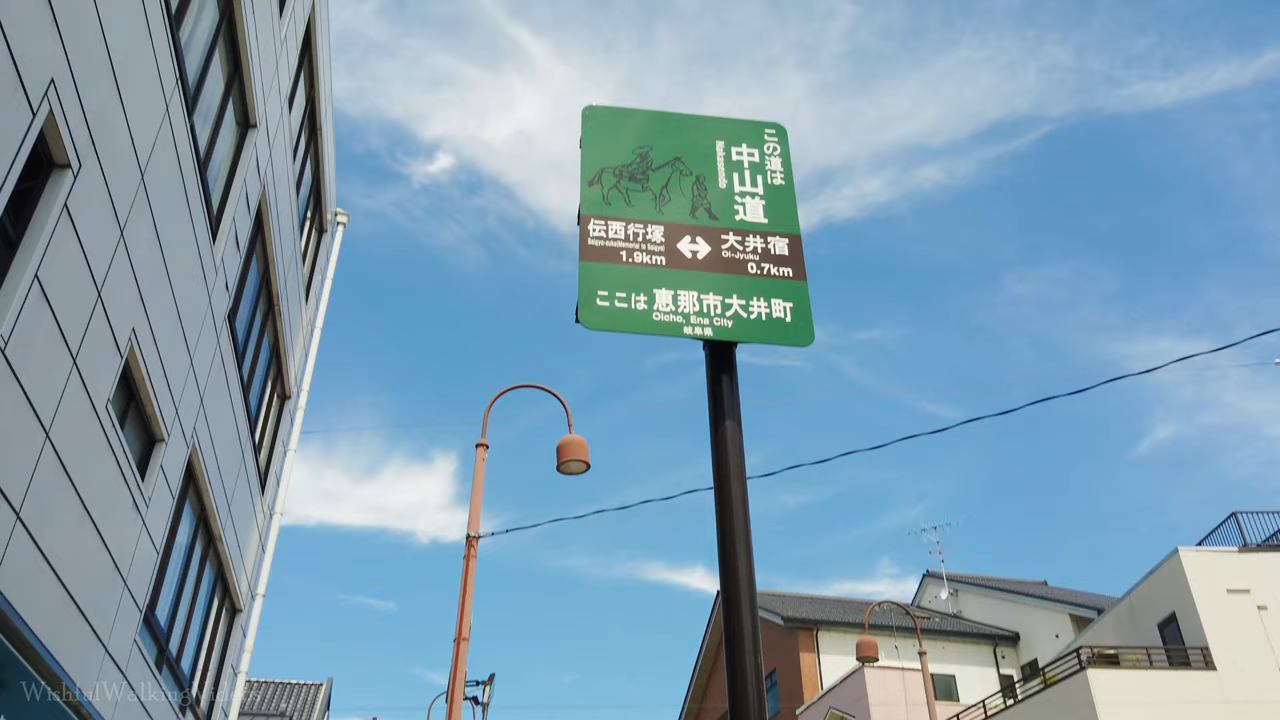 この道は
中山道
Nakasendo
伝西行塚
Saigyo-zuka(Memorial to Saigyo)
1.9km
大井宿
Oi-Jyuku
0.7km
ここは恵那市大井町
Oicho, Ena City
岐阜県